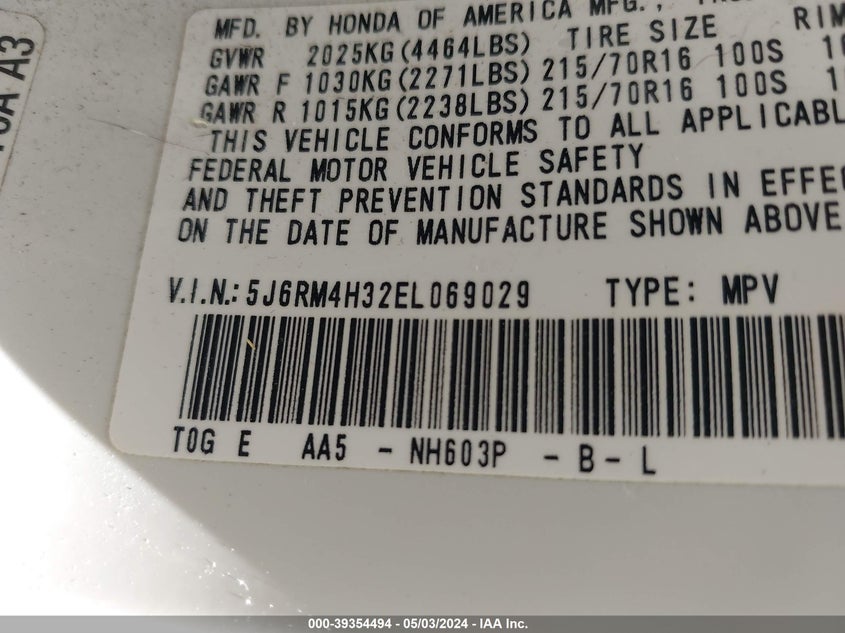 MFD. BY HONDA OF AMERICA MFG.,
GVWR 2025KG(4464LBS) TIRE SIZE RIM
GAWR F 1030KG(2271LBS) 215/70R16 100S
GAWR R 1015KG(2238LBS) 215/70R16 100S
THIS VEHICLE CONFORMS TO ALL APPLICABL
FEDERAL MOTOR VEHICLE SAFETY
AND THEFT PREVENTION STANDARDS IN EFFE
ON THE DATE OF MANUFACTURE SHOWN ABOVE
V.I.N.: 5J6RM4H32EL069029 TYPE: MPV
T0G E AA5 - NH603P - B - L
A3
000-39354494 - 05/03/2024 - IAA Inc.